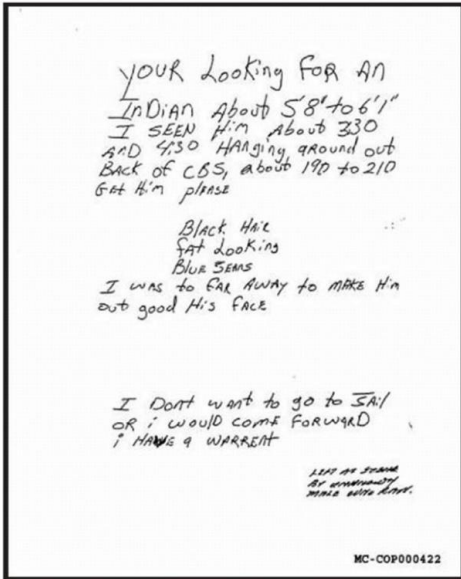 YOUR Looking FOR An
InDiAn About 5'8" to 6'1"
I SEEN Him About 330
AnD 4:30 HAnging around out
BAck of CBS, about 190 to 210
GEt Him plEASE
BlAck HAiR
fAt Looking
BluE JEAns
I wAs to fAR AwAy to mAKE Him
out good His fAcE
I Dont want to go to JAil
OR i would comE foRwARD
i HAVE a wARREnt
LEFT AT
BY UNKNOWN
MALE WHO RAN.
MC-COP000422